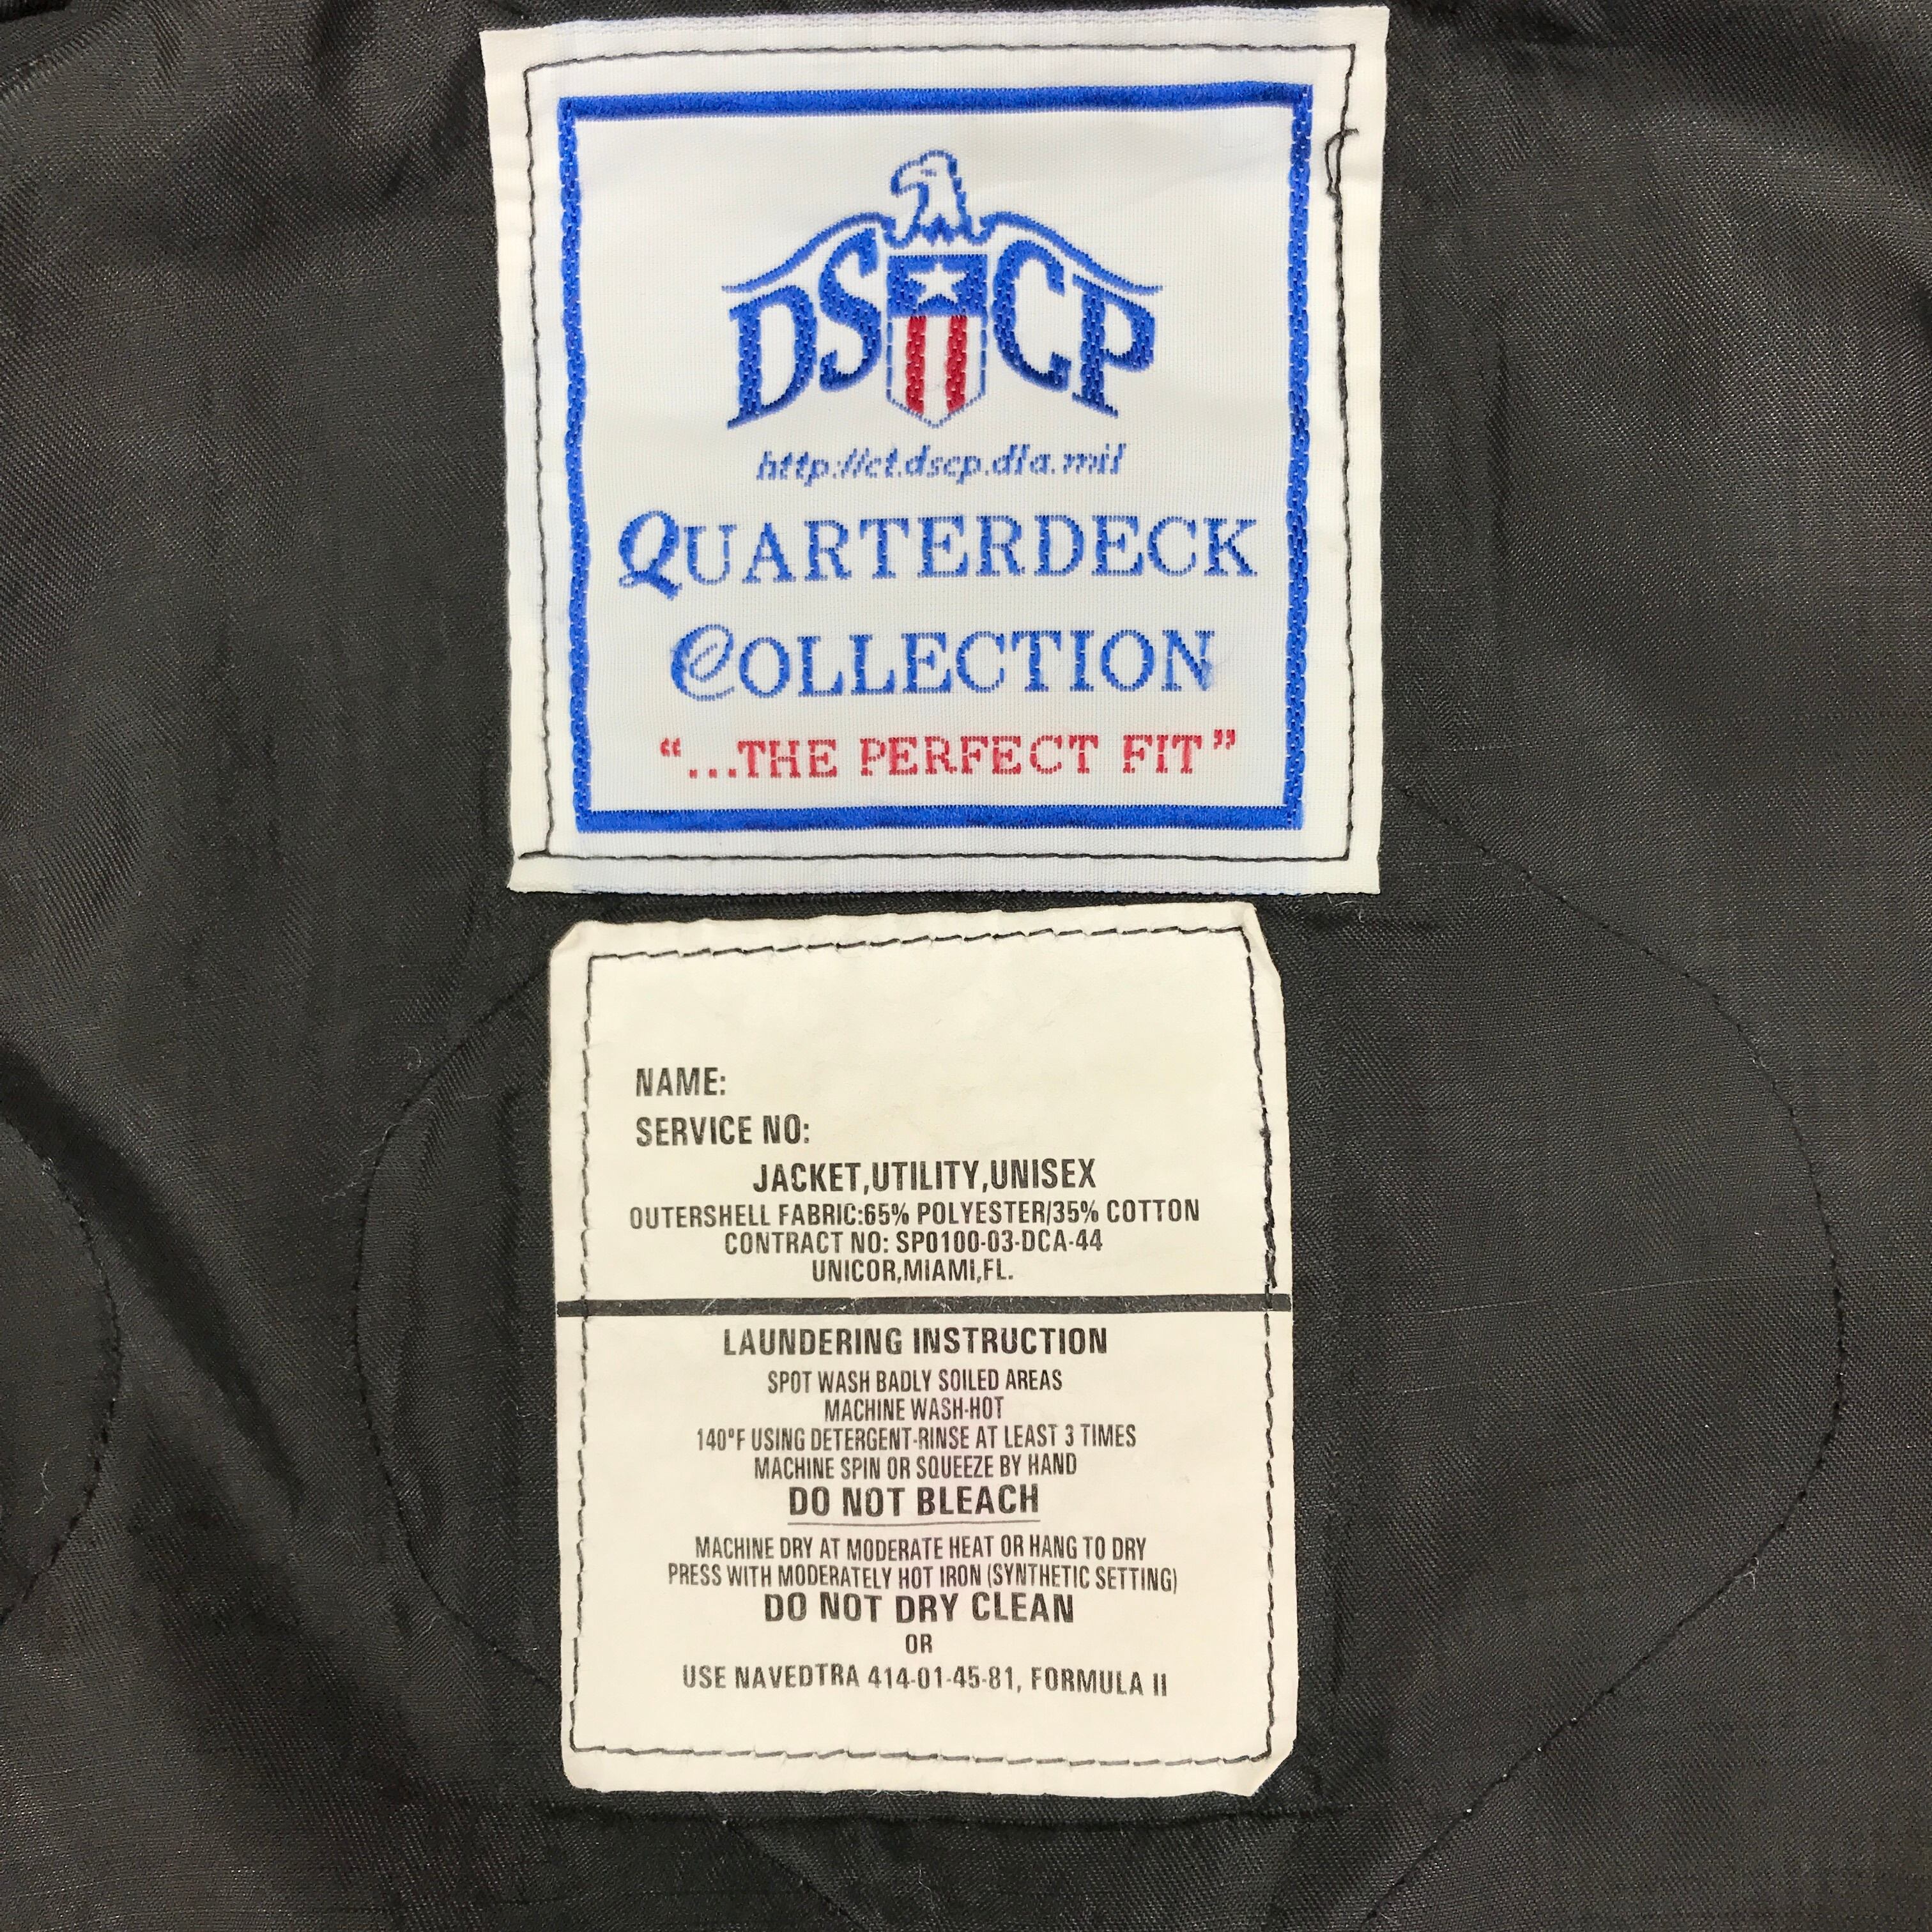 DSCP
http://ct.dscp.dla.mil
QUARTERDECK
COLLECTION
"...THE PERFECT FIT"
NAME:
SERVICE NO:
JACKET,UTILITY,UNISEX
OUTERSHELL FABRIC:65% POLYESTER/35% COTTON
CONTRACT NO: SP0100-03-DCA-44
UNICOR,MIAMI,FL.
LAUNDERING INSTRUCTION
SPOT WASH BADLY SOILED AREAS
MACHINE WASH-HOT
140°F USING DETERGENT-RINSE AT LEAST 3 TIMES
MACHINE SPIN OR SQUEEZE BY HAND
DO NOT BLEACH
MACHINE DRY AT MODERATE HEAT OR HANG TO DRY
PRESS WITH MODERATELY HOT IRON (SYNTHETIC SETTING)
DO NOT DRY CLEAN
OR
USE NAVEDTRA 414-01-45-81, FORMULA II